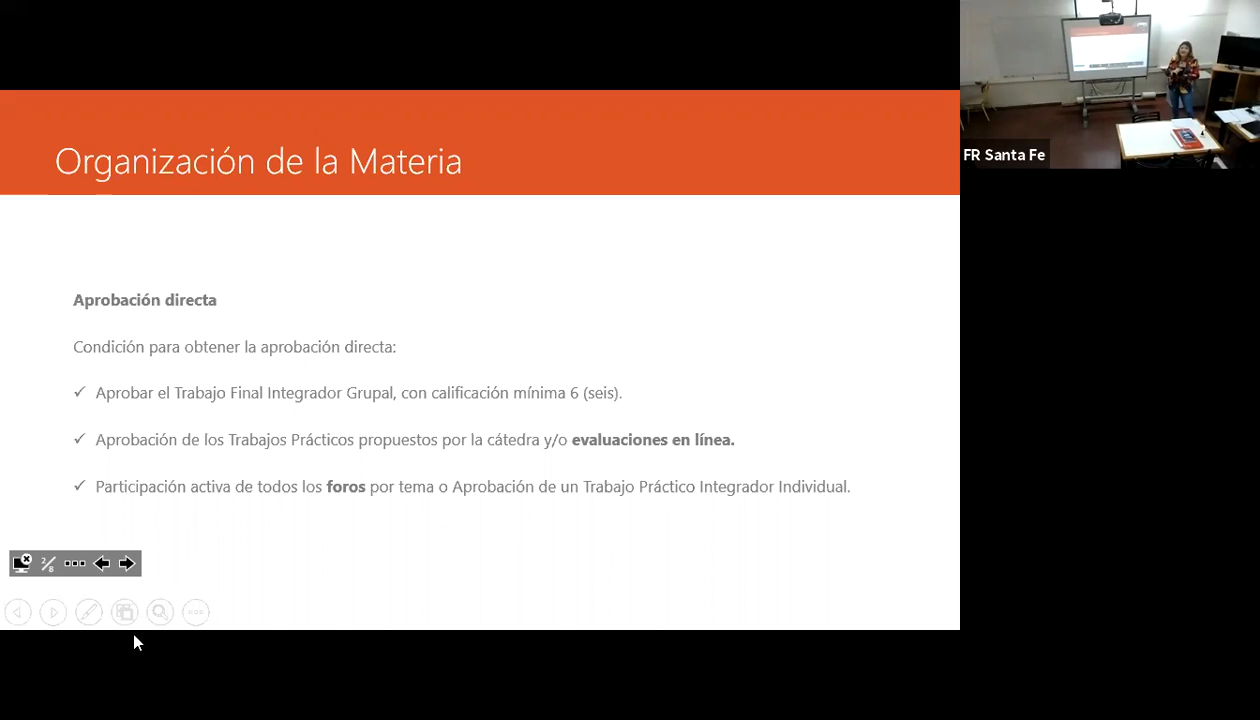 Organización de la Materia
FR Santa Fe
Aprobación directa
Condición para obtener la aprobación directa:
✓ Aprobar el Trabajo Final Integrador Grupal, con calificación mínima 6 (seis).
✓ Aprobación de los Trabajos Prácticos propuestos por la cátedra y/o evaluaciones en línea.
✓ Participación activa de todos los foros por tema o Aprobación de un Trabajo Práctico Integrador Individual.
2/8